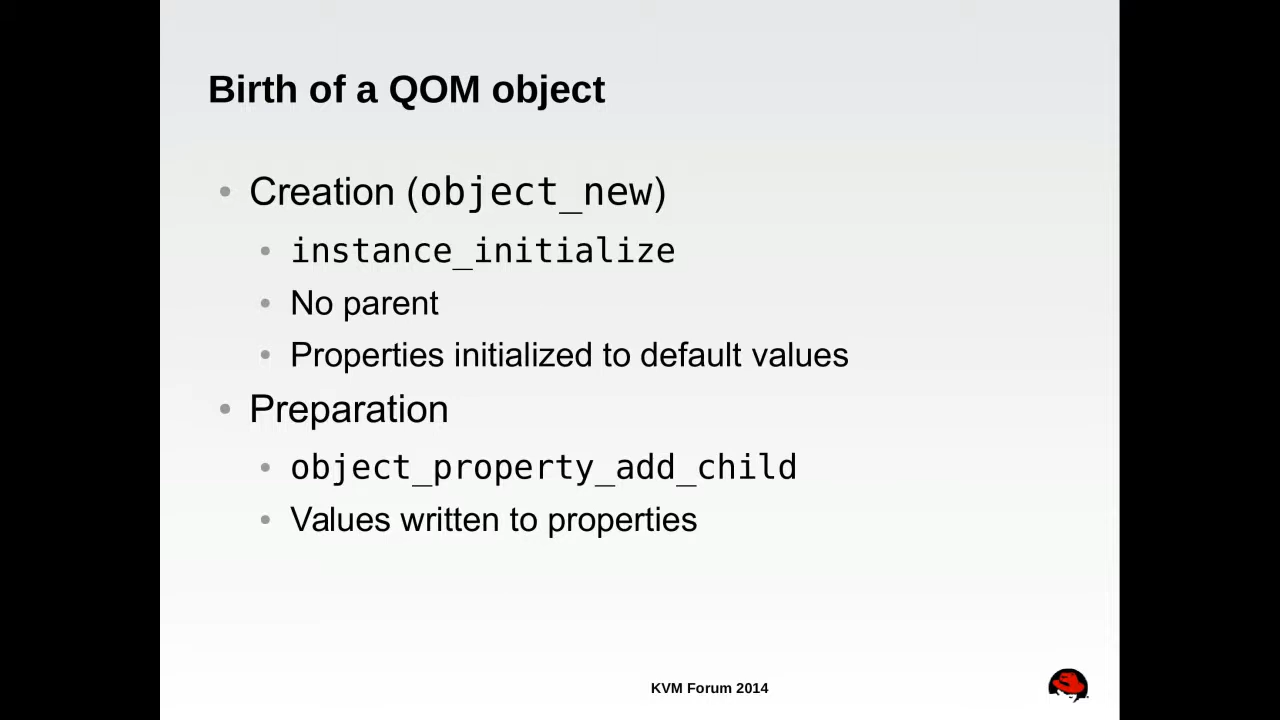 Birth of a QOM object
• Creation (object_new)
• instance_initialize
• No parent
• Properties initialized to default values
• Preparation
• object_property_add_child
• Values written to properties
KVM Forum 2014